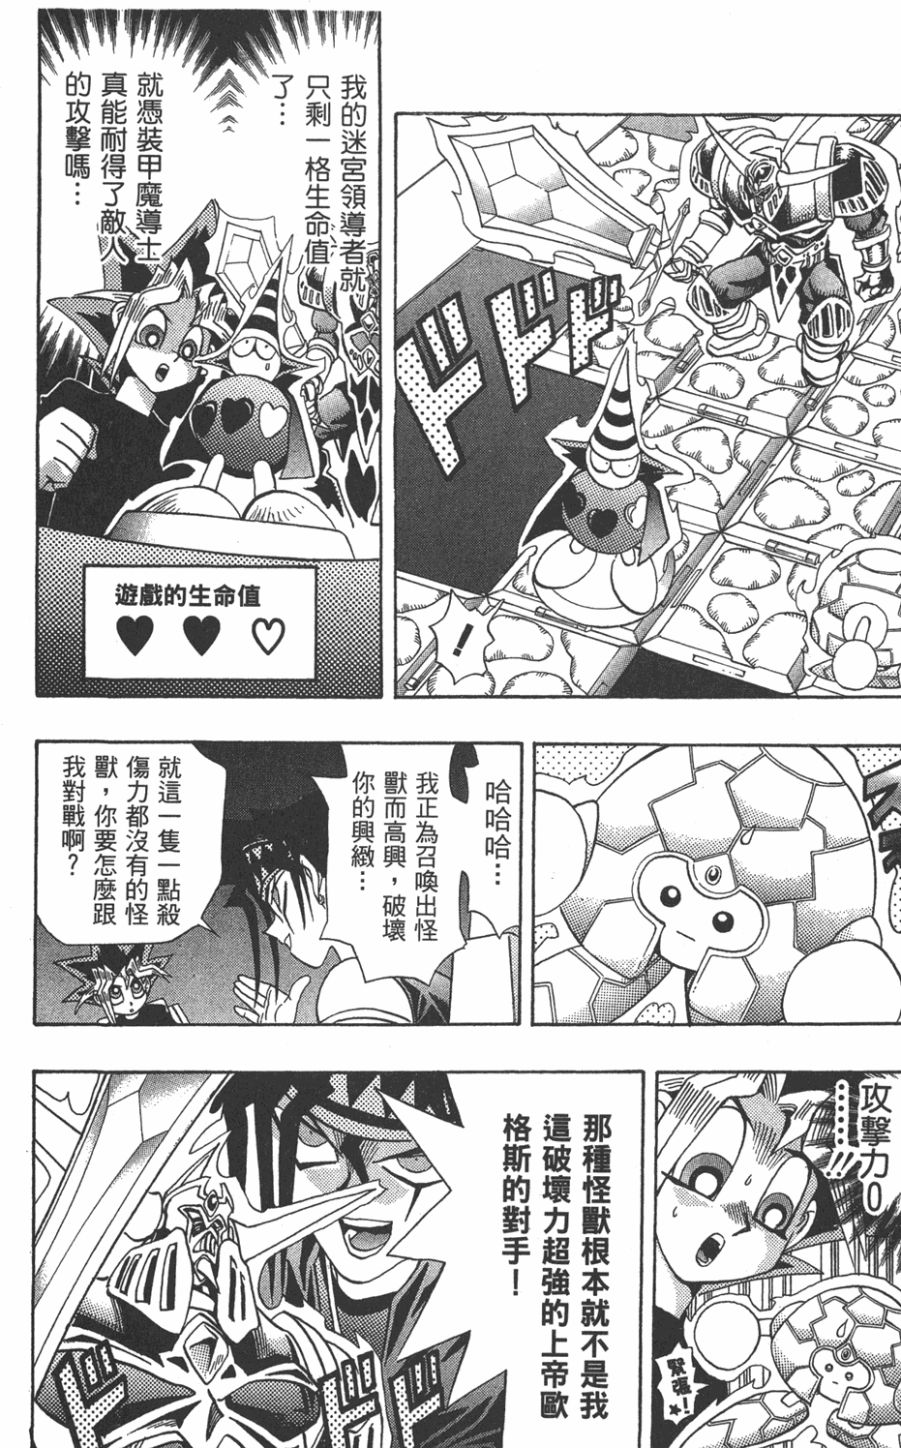 ドドド
!
我的迷宮領導者就
只剩一格生命值
了…
就憑裝甲魔導士
真能耐得了敵人
的攻擊嗎…
遊戲的生命值
哈哈哈…
我正為召喚出怪
獸而高興，破壞
你的興緻…
就這一隻一點殺
傷力都沒有的怪
獸，你要怎麼跟
我對戰啊？
攻擊力0
……!!
緊張!
那種怪獸根本就不是我
這破壞力超強的上帝歐
格斯的對手！
ドドド